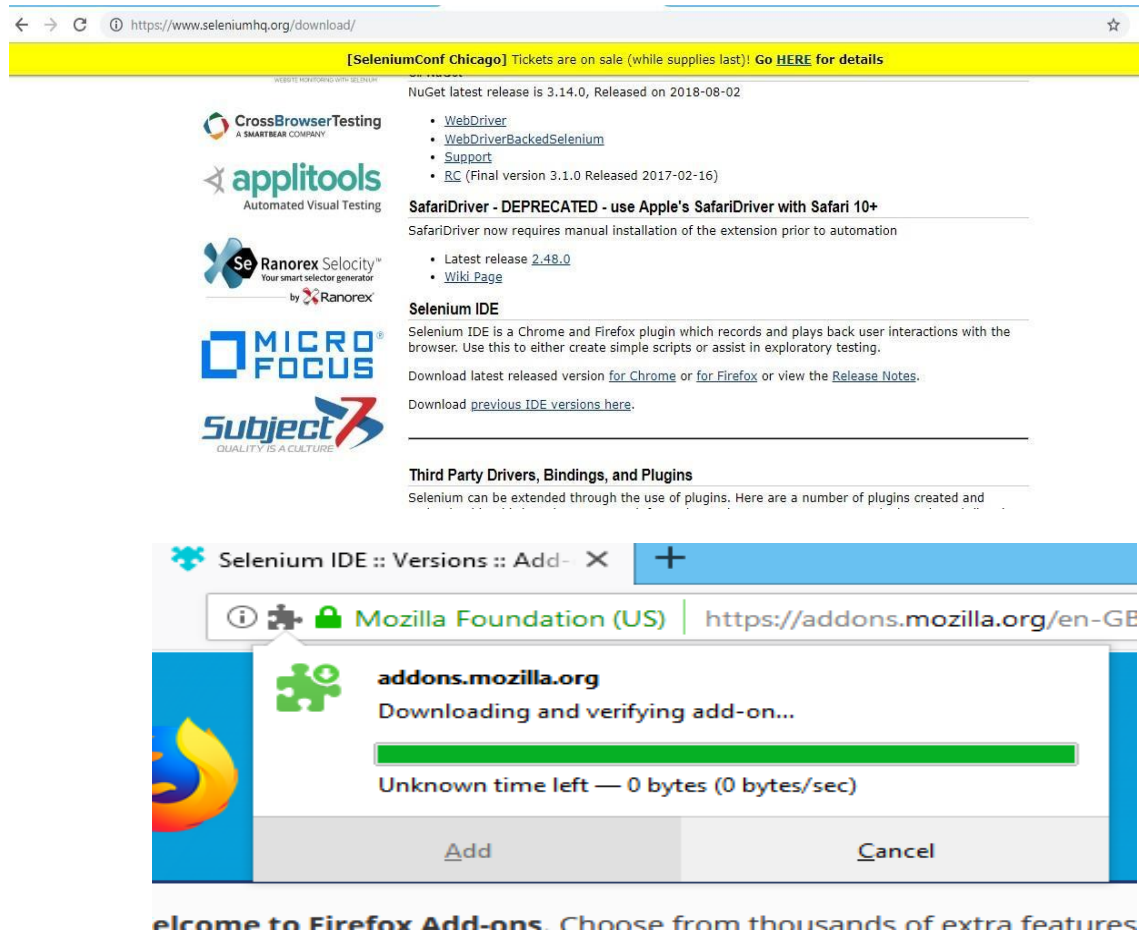 https://www.seleniumhq.org/download/
[SeleniumConf Chicago] Tickets are on sale (while supplies last)! Go HERE for details
WEBSITE MONITORING WITH SELENIUM
NuGet latest release is 3.14.0, Released on 2018-08-02
CrossBrowserTesting
A SMARTBEAR COMPANY
• WebDriver
• WebDriverBackedSelenium
• Support
• RC (Final version 3.1.0 Released 2017-02-16)
applitools
Automated Visual Testing
SafariDriver - DEPRECATED - use Apple's SafariDriver with Safari 10+
SafariDriver now requires manual installation of the extension prior to automation
• Latest release 2.48.0
• Wiki Page
Se Ranorex Selocity™
Your smart selector generator
by Ranorex
Selenium IDE
Selenium IDE is a Chrome and Firefox plugin which records and plays back user interactions with the
browser. Use this to either create simple scripts or assist in exploratory testing.
MICRO
FOCUS®
Download latest released version for Chrome or for Firefox or view the Release Notes.
Download previous IDE versions here.
Subject7
QUALITY IS A CULTURE
Third Party Drivers, Bindings, and Plugins
Selenium can be extended through the use of plugins. Here are a number of plugins created and
Selenium IDE :: Versions :: Add-
Mozilla Foundation (US) https://addons.mozilla.org/en-GB
addons.mozilla.org
Downloading and verifying add-on...
Unknown time left — 0 bytes (0 bytes/sec)
Add Cancel
elcome to Firefox Add-ons. Choose from thousands of extra features